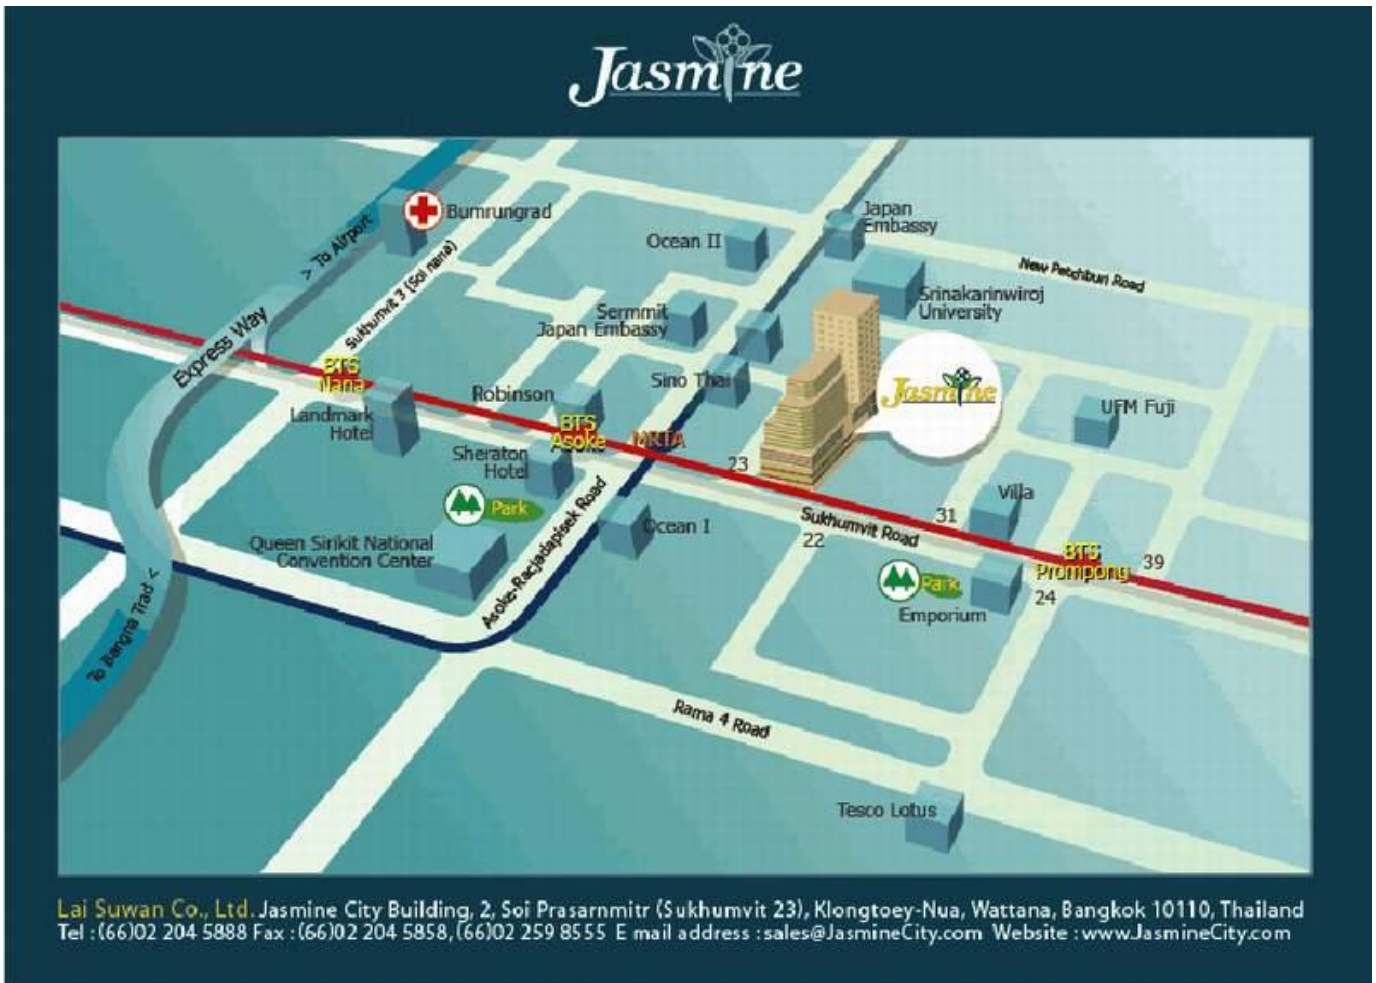 Jasmine
Bumrungrad
Japan
Embassy
Ocean II
> To Airport
Sukhumvit 3 (Soi nana)
New Petchburi Road
Srinakarinwiroj
University
Sermmit
Japan Embassy
Express Way
BTS
Nana
Sino Thai
Jasmine
Robinson
Landmark
Hotel
BTS
Asoke
Asoke
MRTA
UFM Fuji
Sheraton
Hotel
23
Park
Villa
Ocean I
Sukhumvit Road
31
22
Asoke-Racjadapisek Road
Queen Sirikit National
Convention Center
BTS
Prompong
39
Park
24
Emporium
To Bangna Trad <
Rama 4 Road
Tesco Lotus
Lai Suwan Co., Ltd. Jasmine City Building, 2, Soi Prasarnmitr (Sukhumvit 23), Klongtoey-Nua, Wattana, Bangkok 10110, Thailand
Tel : (66)02 204 5888 Fax : (66)02 204 5858, (66)02 259 8555 E mail address : sales@JasmineCity.com Website : www.JasmineCity.com